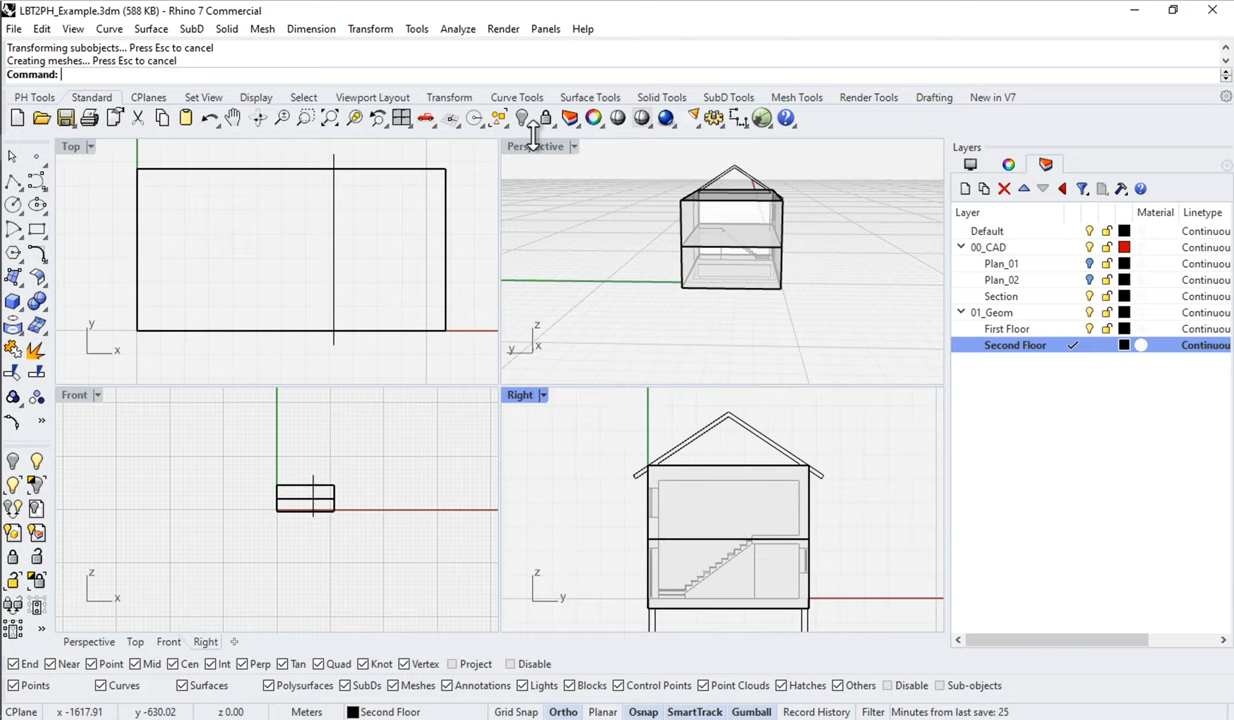 LBT2PH_Example.3dm (588 KB) - Rhino 7 Commercial
File Edit View Curve Surface SubD Solid Mesh Dimension Transform Tools Analyze Render Panels Help
Transforming subobjects... Press Esc to cancel
Creating meshes... Press Esc to cancel
Command:
PH Tools Standard CPlanes Set View Display Select Viewport Layout Transform Curve Tools Surface Tools Solid Tools SubD Tools Mesh Tools Render Tools Drafting New in V7
Top
y
x
Perspective
z
y
x
Front
z
x
Right
z
y
Layers
Layer Material Linetype
Default Continuou
00_CAD Continuou
Plan_01 Continuou
Plan_02 Continuou
Section Continuou
01_Geom Continuou
First Floor Continuou
Second Floor Continuou
Perspective Top Front Right
End Near Point Mid Cen Int Perp Tan Quad Knot Vertex Project Disable
Points Curves Surfaces Polysurfaces SubDs Meshes Annotations Lights Blocks Control Points Point Clouds Hatches Others Disable Sub-objects
CPlane x -1617.91 y -630.02 z 0.00 Meters Second Floor Grid Snap Ortho Planar Osnap SmartTrack Gumball Record History Filter Minutes from last save: 25